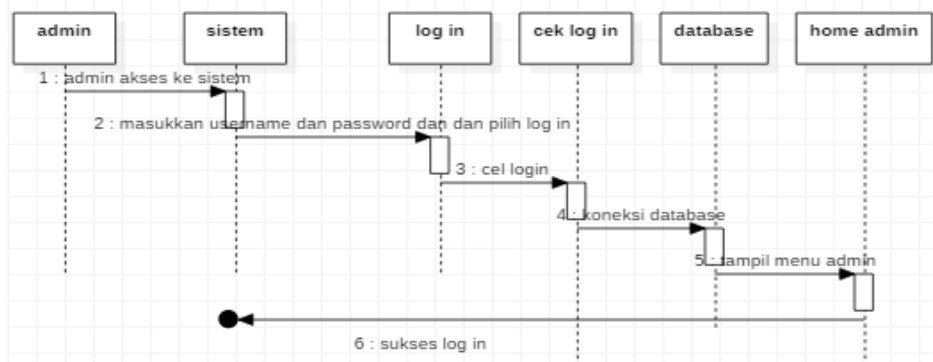 admin
sistem
log in
cek log in
database
home admin
1 : admin akses ke sistem
2 : masukkan username dan password dan dan pilih log in
3 : cel login
4 : koneksi database
5 : tampil menu admin
6 : sukses log in